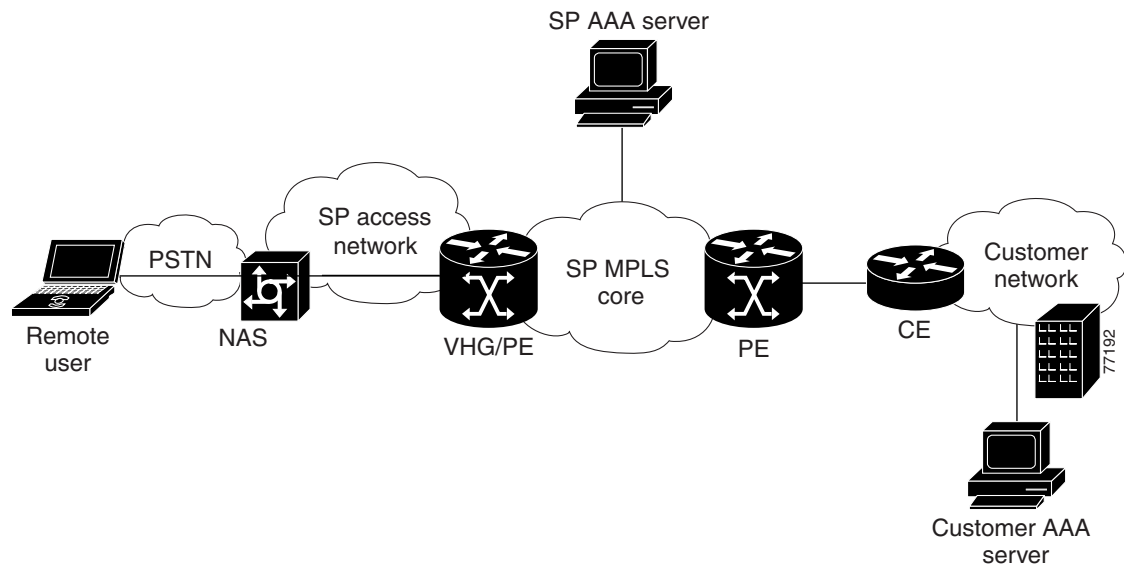 SP AAA server
SP access
network
PSTN
SP MPLS
core
Customer
network
Remote
user
NAS
VHG/PE
PE
CE
77192
Customer AAA
server